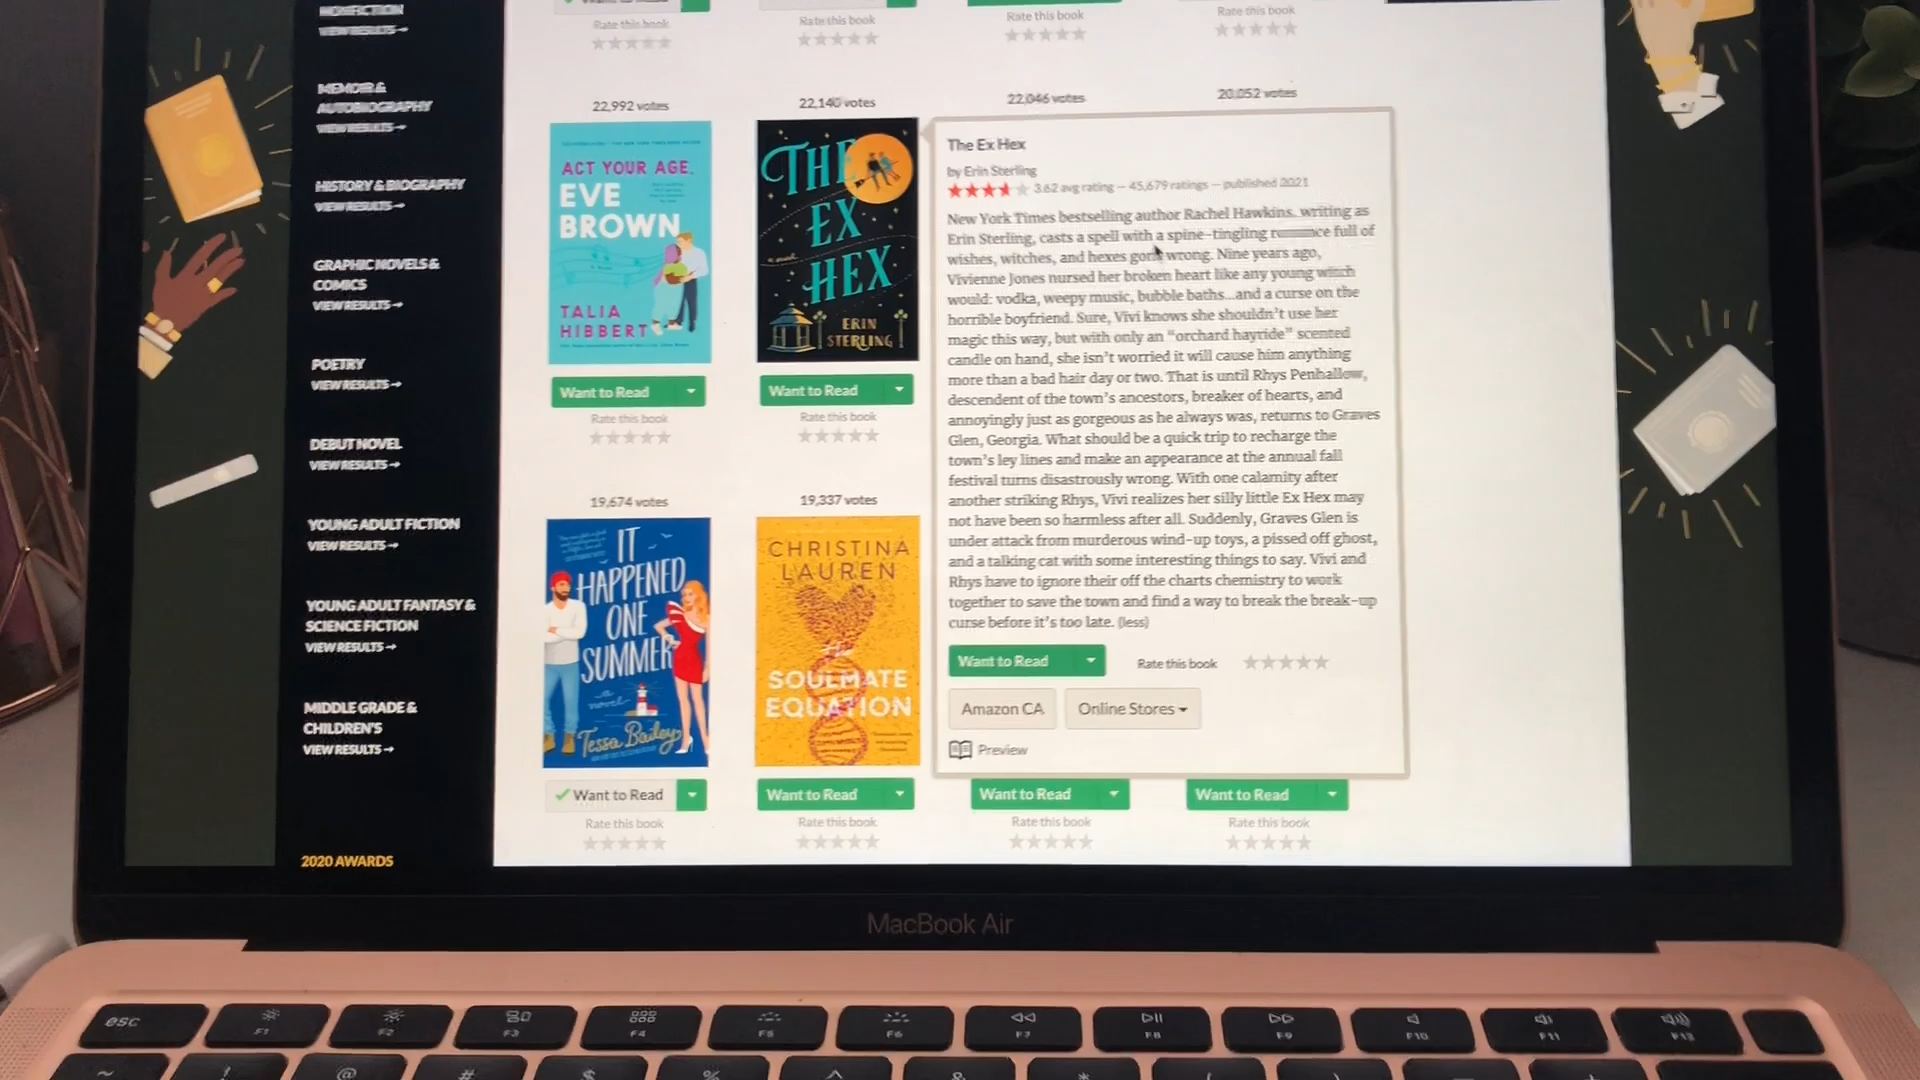 NONFICTION
VIEW RESULTS →
MEMOIR &
AUTOBIOGRAPHY
VIEW RESULTS →
HISTORY & BIOGRAPHY
VIEW RESULTS →
GRAPHIC NOVELS &
COMICS
VIEW RESULTS →
POETRY
VIEW RESULTS →
DEBUT NOVEL
VIEW RESULTS →
YOUNG ADULT FICTION
VIEW RESULTS →
YOUNG ADULT FANTASY &
SCIENCE FICTION
VIEW RESULTS →
MIDDLE GRADE &
CHILDREN'S
VIEW RESULTS →
2020 AWARDS
Rate this book
Rate this book
Rate this book
Rate this book
22,992 votes
22,140 votes
22,046 votes
20,052 votes
ACT YOUR AGE,
EVE
BROWN
TALIA
HIBBERT
THE
EX
HEX
a novel
ERIN
STERLING
Want to Read
Want to Read
Rate this book
Rate this book
The Ex Hex
by Erin Sterling
3.62 avg rating — 45,679 ratings — published 2021
New York Times bestselling author Rachel Hawkins, writing as
Erin Sterling, casts a spell with a spine-tingling romance full of
wishes, witches, and hexes gone wrong. Nine years ago,
Vivienne Jones nursed her broken heart like any young witch
would: vodka, weepy music, bubble baths...and a curse on the
horrible boyfriend. Sure, Vivi knows she shouldn't use her
magic this way, but with only an "orchard hayride" scented
candle on hand, she isn't worried it will cause him anything
more than a bad hair day or two. That is until Rhys Penhallow,
descendent of the town's ancestors, breaker of hearts, and
annoyingly just as gorgeous as he always was, returns to Graves
Glen, Georgia. What should be a quick trip to recharge the
town's ley lines and make an appearance at the annual fall
festival turns disastrously wrong. With one calamity after
another striking Rhys, Vivi realizes her silly little Ex Hex may
not have been so harmless after all. Suddenly, Graves Glen is
under attack from murderous wind-up toys, a pissed off ghost,
and a talking cat with some interesting things to say. Vivi and
Rhys have to ignore their off the charts chemistry to work
together to save the town and find a way to break the break-up
curse before it's too late. (less)
Want to Read
Rate this book
Amazon CA
Online Stores
Preview
19,674 votes
19,337 votes
IT
HAPPENED
ONE
SUMMER
a novel
Tessa Bailey
CHRISTINA
LAUREN
the
SOULMATE
EQUATION
Want to Read
Want to Read
Want to Read
Want to Read
Rate this book
Rate this book
Rate this book
Rate this book
MacBook Air
esc
F1
F2
F3
F4
F5
F6
F7
F8
F9
F10
F11
F12
~ ! @ # $ % ^ & * ( )